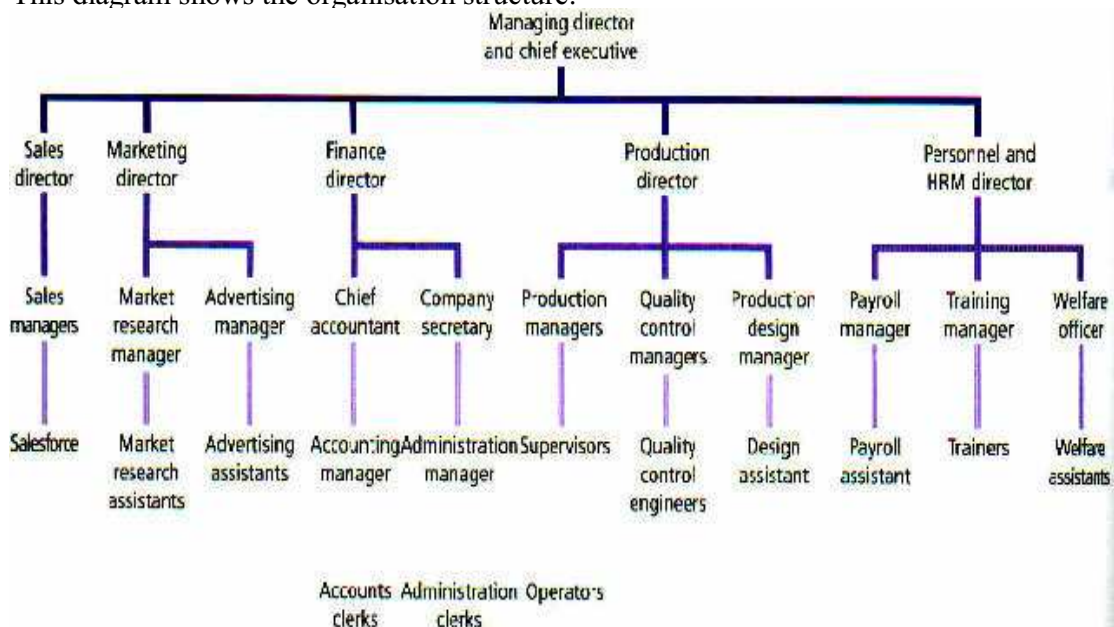 This diagram shows the organisation structure.
Managing director
and chief executive
Sales
director
Marketing
director
Finance
director
Production
director
Personnel and
HRM director
Sales
managers
Market
research
manager
Advertising
manager
Chief
accountant
Company
secretary
Production
managers
Quality
control
managers
Production
design
manager
Payroll
manager
Training
manager
Welfare
officer
Salesforce
Market
research
assistants
Advertising
assistants
Accounting
manager
Administration
manager
Supervisors
Quality
control
engineers
Design
assistant
Payroll
assistant
Trainers
Welfare
assistants
Accounts
clerks
Administration
clerks
Operators